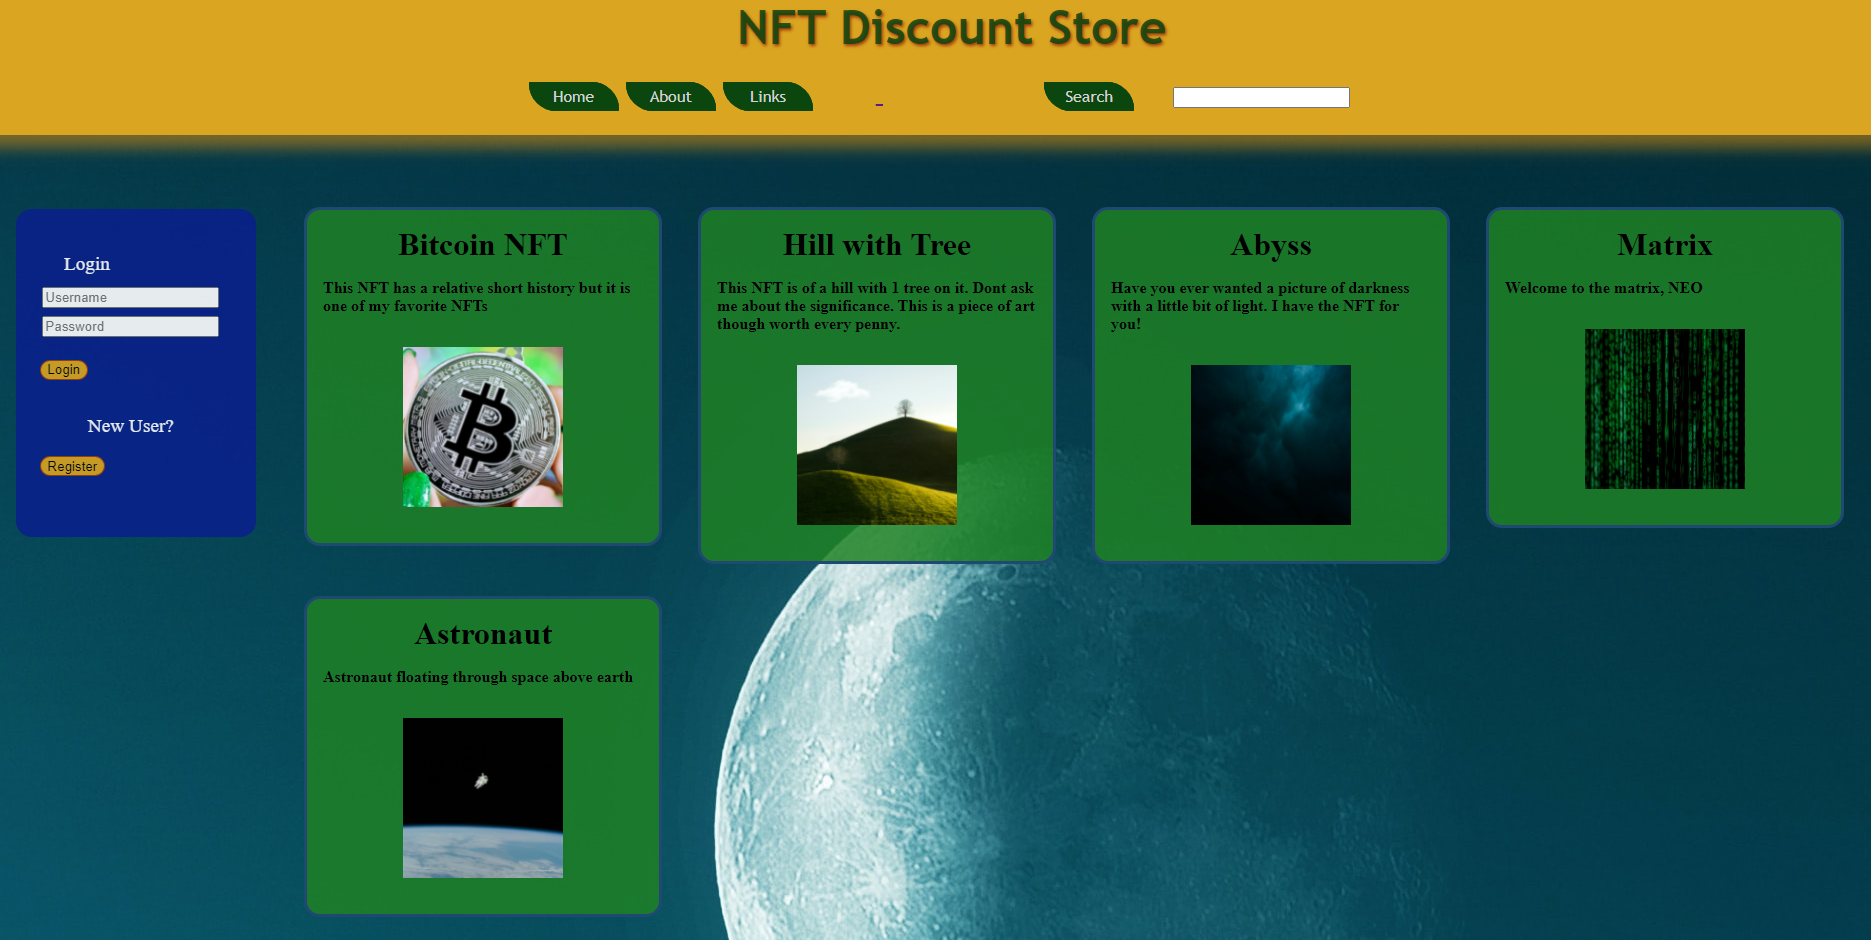 NFT Discount Store
Home About Links Search
Login
Username
Password
Login
New User?
Register
Bitcoin NFT
This NFT has a relative short history but it is
one of my favorite NFTs
Hill with Tree
This NFT is of a hill with 1 tree on it. Dont ask
me about the significance. This is a piece of art
though worth every penny.
Abyss
Have you ever wanted a picture of darkness
with a little bit of light. I have the NFT for
you!
Matrix
Welcome to the matrix, NEO
Astronaut
Astronaut floating through space above earth